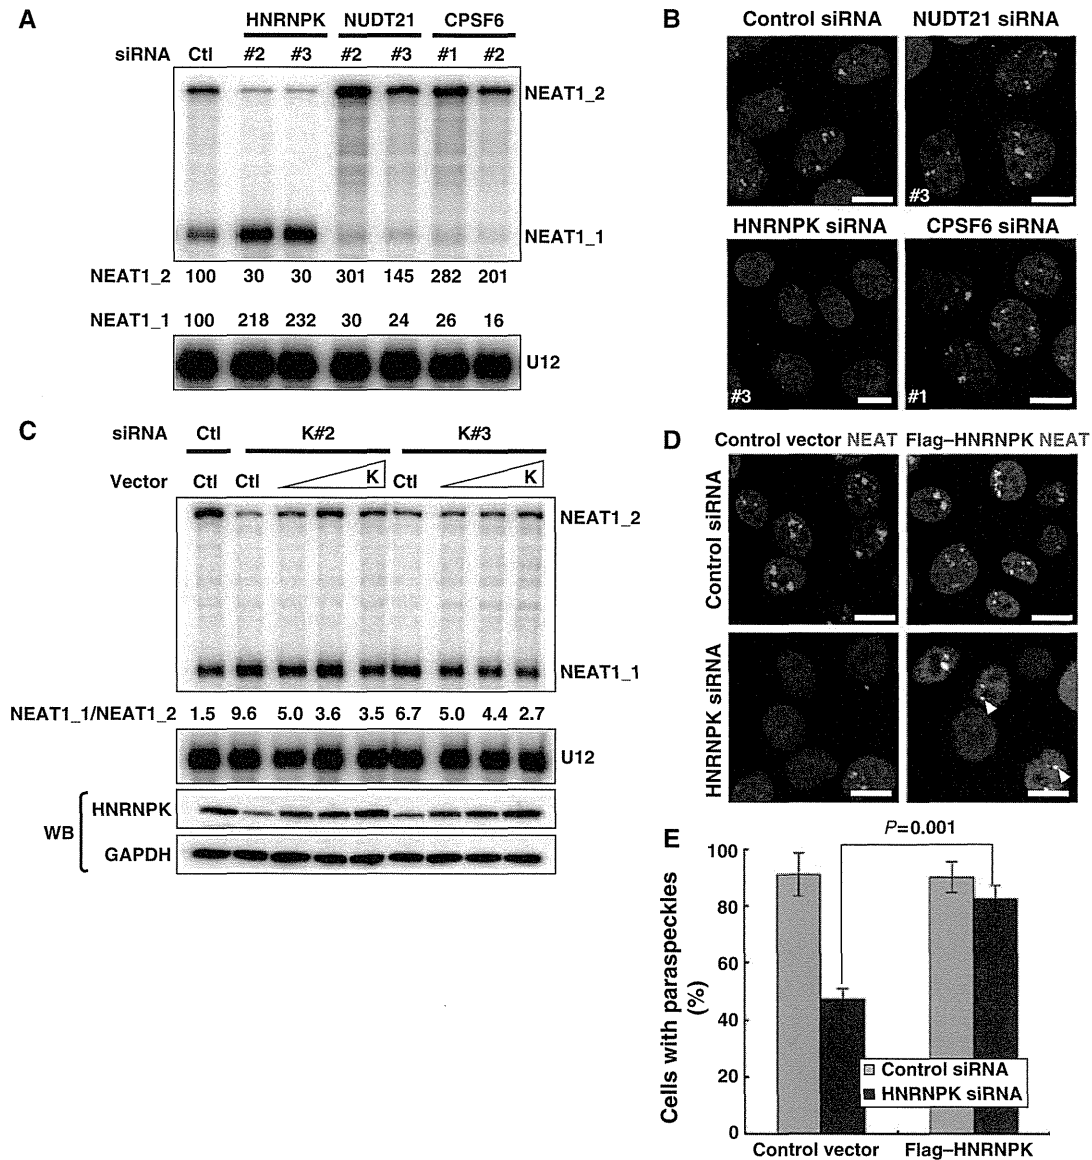 A
HNRNPK NUDT21 CPSF6
siRNA Ctl #2 #3 #2 #3 #1 #2
NEAT1_2
NEAT1_1
NEAT1_2 100 30 30 301 145 282 201
NEAT1_1 100 218 232 30 24 26 16
U12
B
Control siRNA NUDT21 siRNA
#3
HNRNPK siRNA CPSF6 siRNA
#3 #1
C
siRNA Ctl K#2 K#3
Vector Ctl Ctl K Ctl K
NEAT1_2
NEAT1_1
NEAT1_1/NEAT1_2 1.5 9.6 5.0 3.6 3.5 6.7 5.0 4.4 2.7
U12
WB
HNRNPK
GAPDH
D
Control vector NEAT Flag–HNRNPK NEAT
Control siRNA
HNRNPK siRNA
E
P=0.001
Cells with paraspeckles (%)
100
80
60
40
20
0
Control siRNA
HNRNPK siRNA
Control vector Flag–HNRNPK